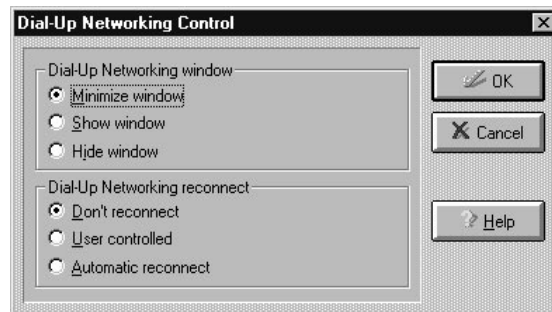 Dial-Up Networking Control
Dial-Up Networking window
Minimize window
Show window
Hide window
Dial-Up Networking reconnect
Don't reconnect
User controlled
Automatic reconnect
OK
Cancel
Help